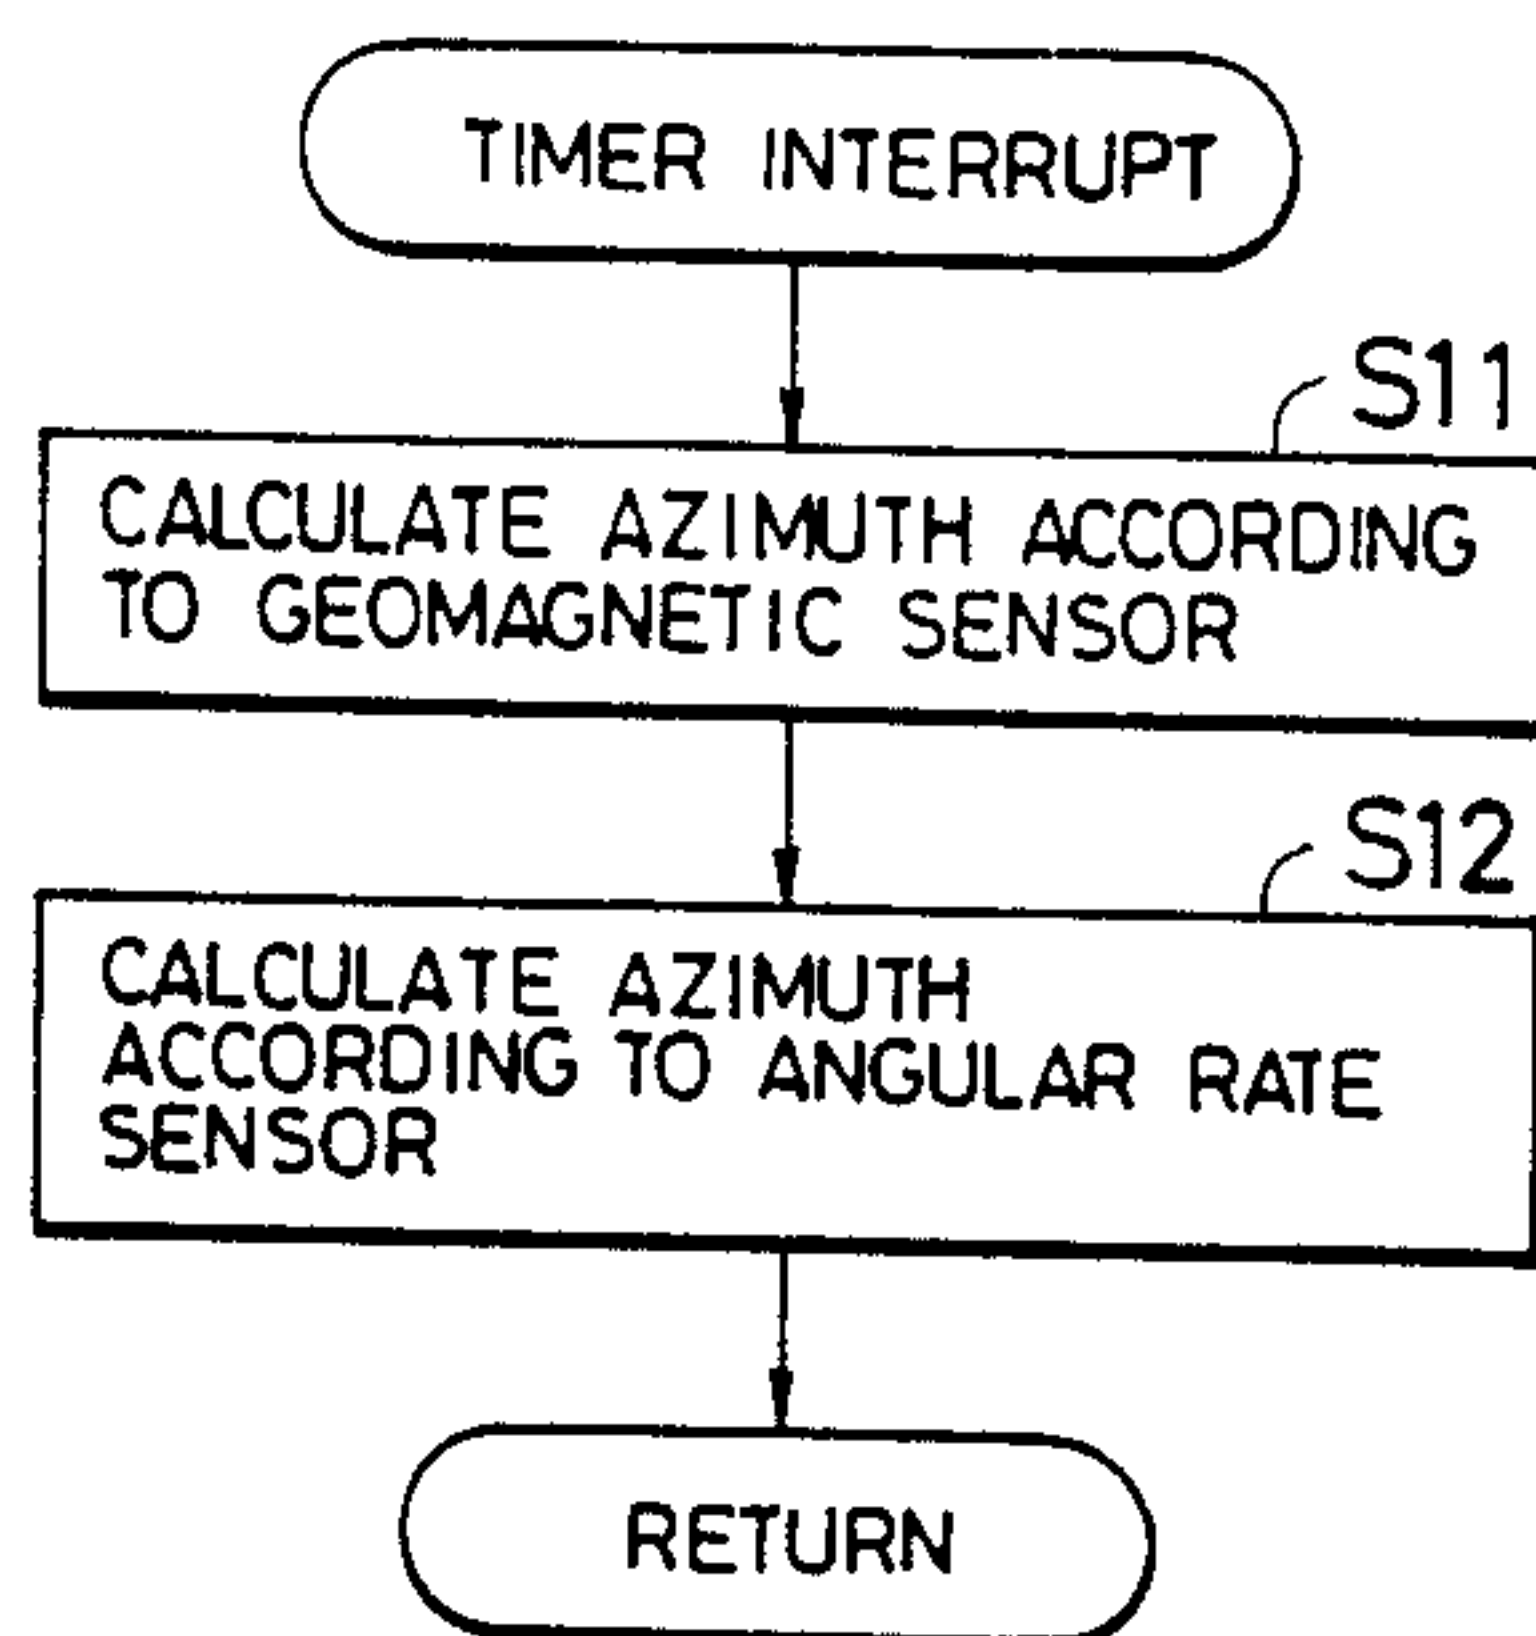 TIMER INTERRUPT
S11
CALCULATE AZIMUTH ACCORDING
TO GEOMAGNETIC SENSOR
S12
CALCULATE AZIMUTH
ACCORDING TO ANGULAR RATE
SENSOR
RETURN